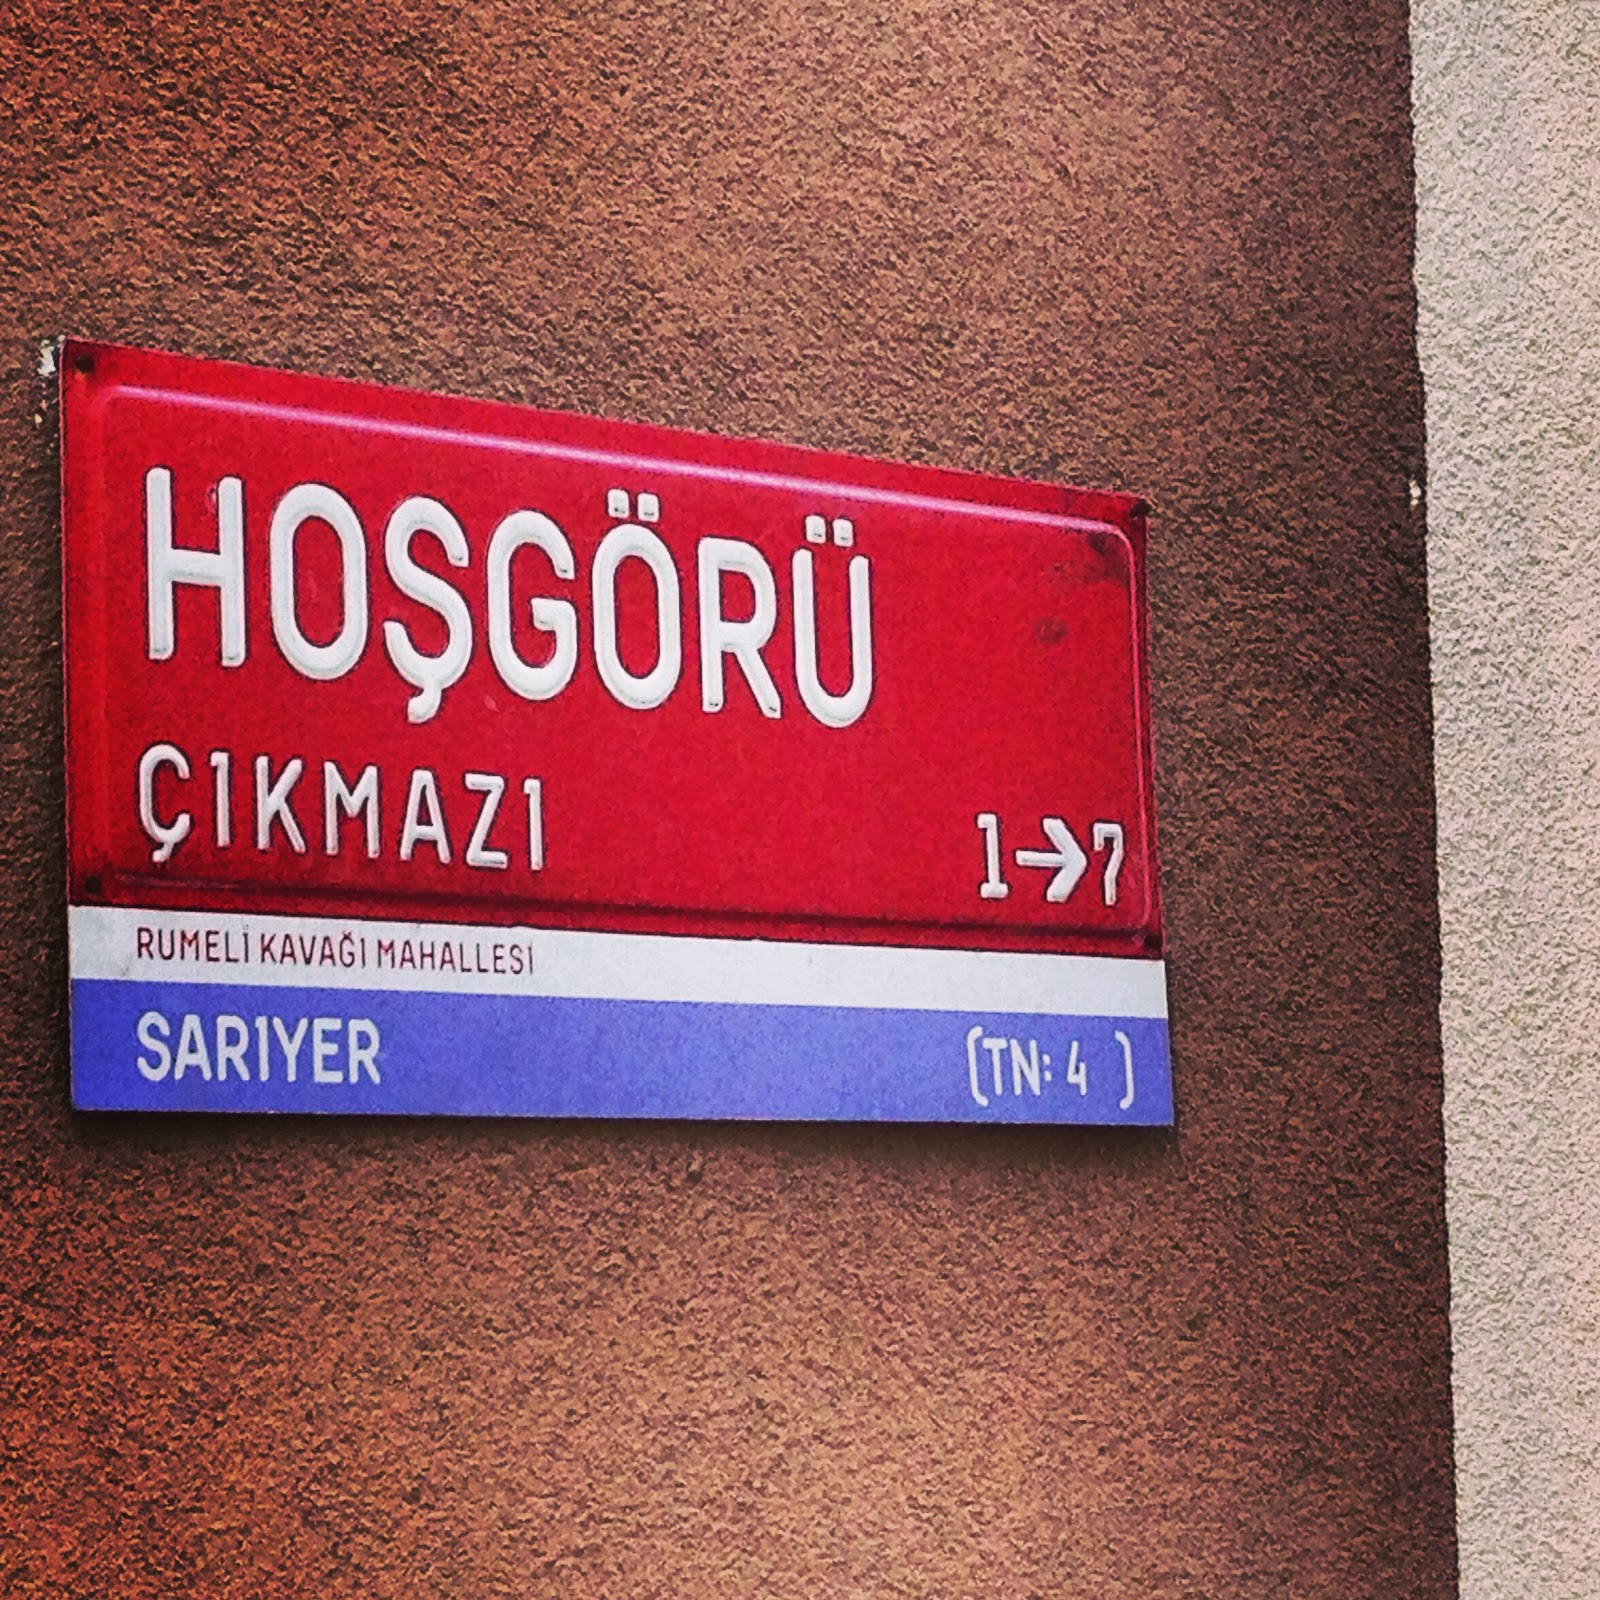 HOŞGÖRÜ
ÇIKMAZI 1→7
RUMELİ KAVAĞI MAHALLESİ
SARIYER (TN: 4 )